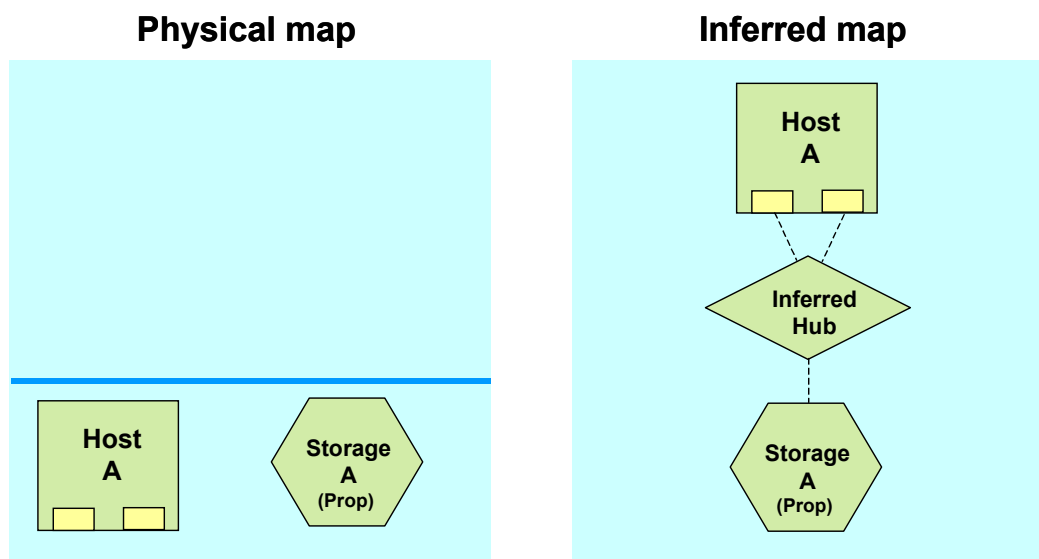 Physical map
Inferred map
Host
A
Storage
A
(Prop)
Host
A
Inferred
Hub
Storage
A
(Prop)